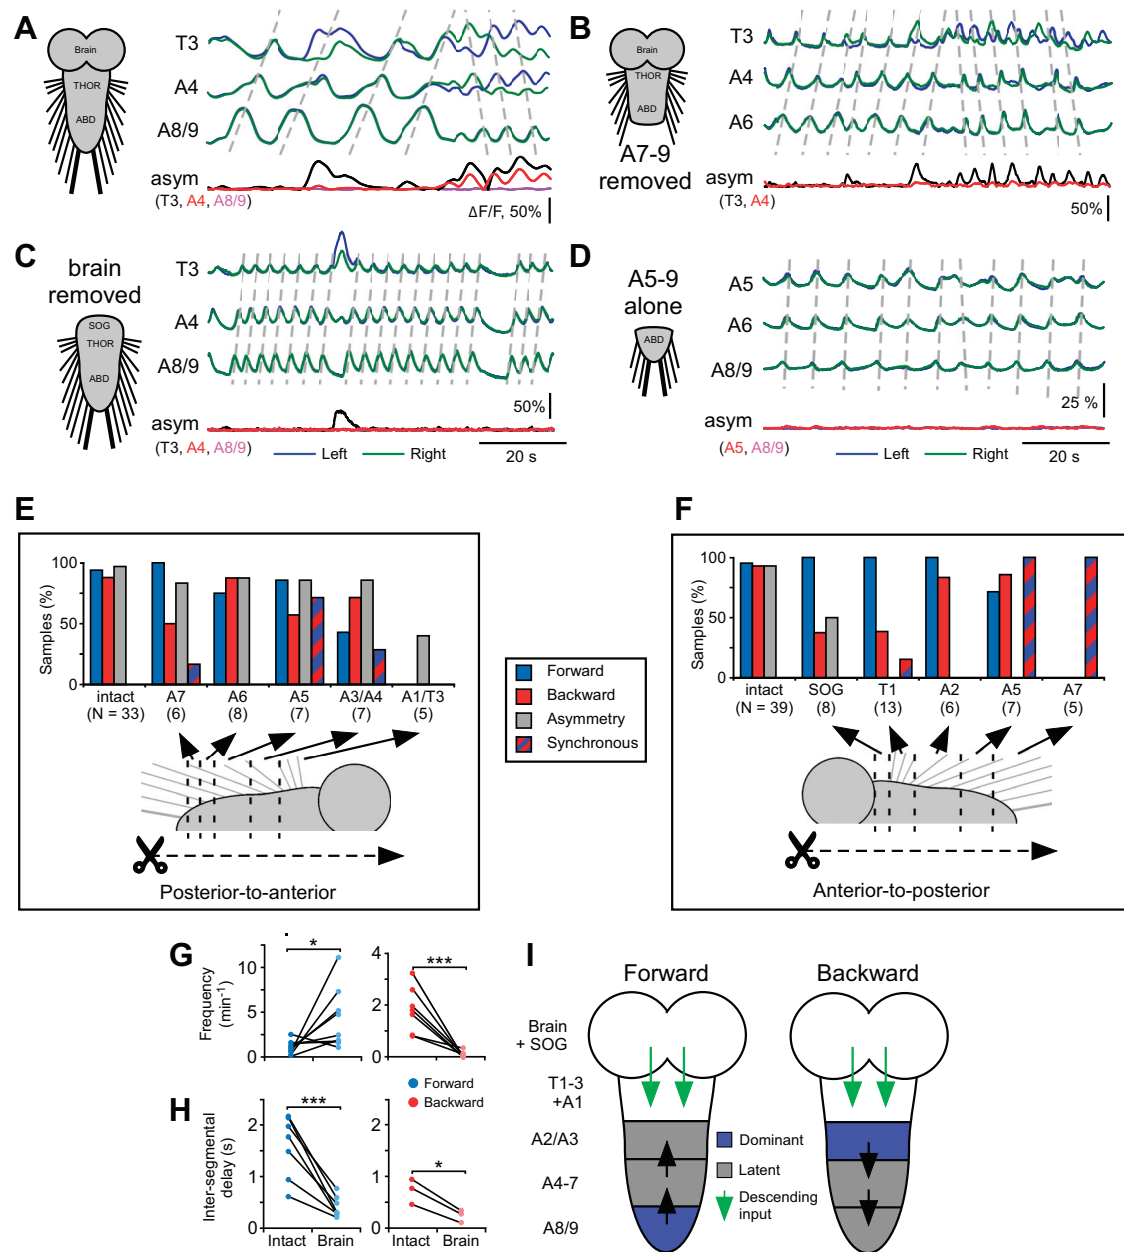 A
Brain
THOR
ABD
T3
A4
A8/9
asym
(T3, A4, A8/9)
ΔF/F, 50%
B
Brain
THOR
ABD
A7-9
removed
T3
A4
A6
asym
(T3, A4)
50%
C
brain
removed
SOG
THOR
ABD
T3
A4
A8/9
asym
(T3, A4, A8/9)
50%
Left
Right
20 s
D
A5-9
alone
ABD
A5
A6
A8/9
asym
(A5, A8/9)
25 %
Left
Right
20 s
E
Samples (%)
100
50
0
intact
(N = 33)
A7
(6)
A6
(8)
A5
(7)
A3/A4
(7)
A1/T3
(5)
Posterior-to-anterior
Forward
Backward
Asymmetry
Synchronous
F
Samples (%)
100
50
0
intact
(N = 39)
SOG
(8)
T1
(13)
A2
(6)
A5
(7)
A7
(5)
Anterior-to-posterior
G
Frequency
(min-1)
10
5
0
*
4
2
0
***
Forward
Backward
H
Inter-segmental
delay (s)
2
1
0
***
Intact
Brain
2
1
0
*
Intact
Brain
I
Forward
Backward
Brain
+ SOG
T1-3
+A1
A2/A3
A4-7
A8/9
Dominant
Latent
Descending
input